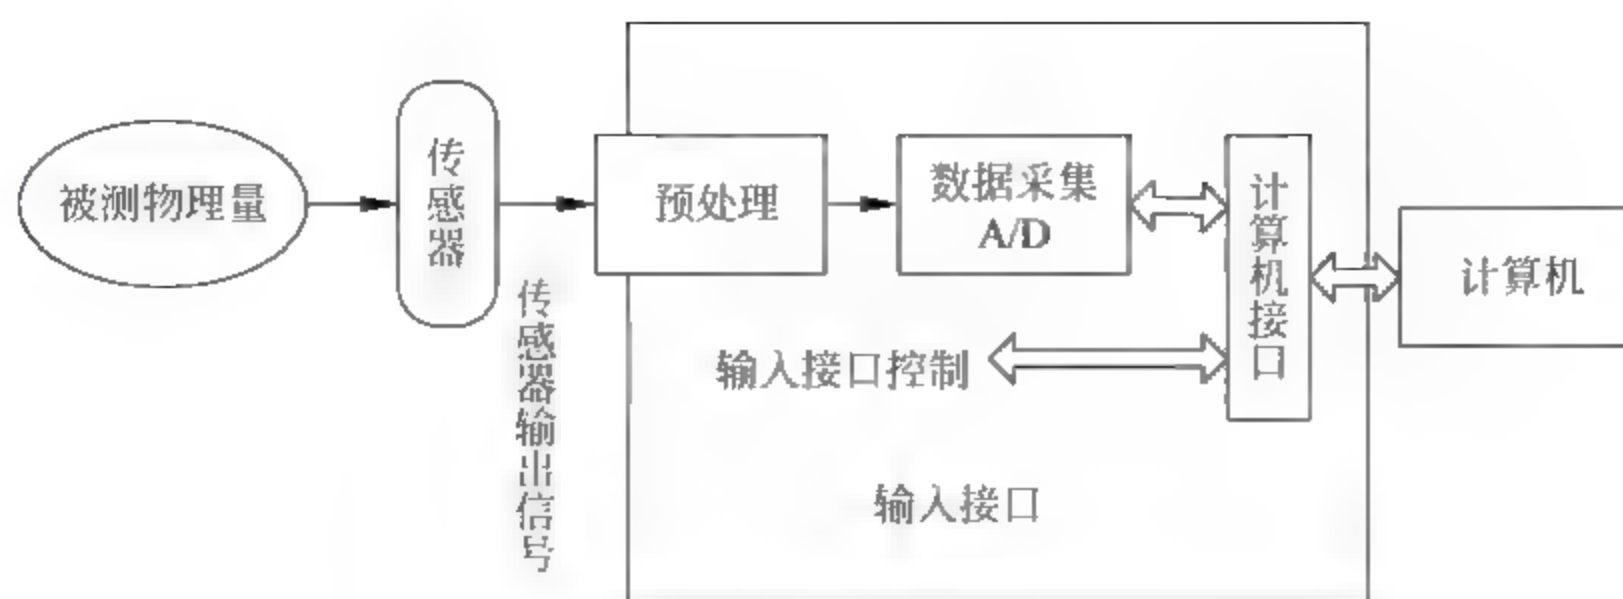 被测物理量
传感器
传感器输出信号
预处理
数据采集
A/D
计算机接口
计算机
输入接口控制
输入接口